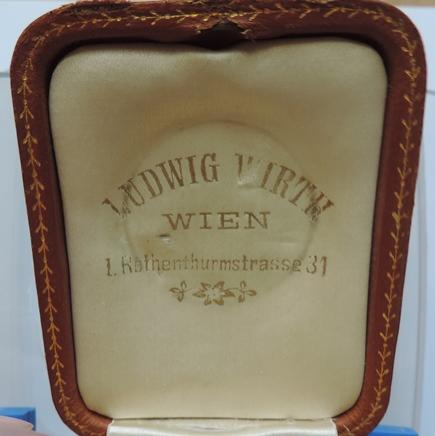 LUDWIG WIRTH
WIEN
I. Rothenthurmstrasse 31